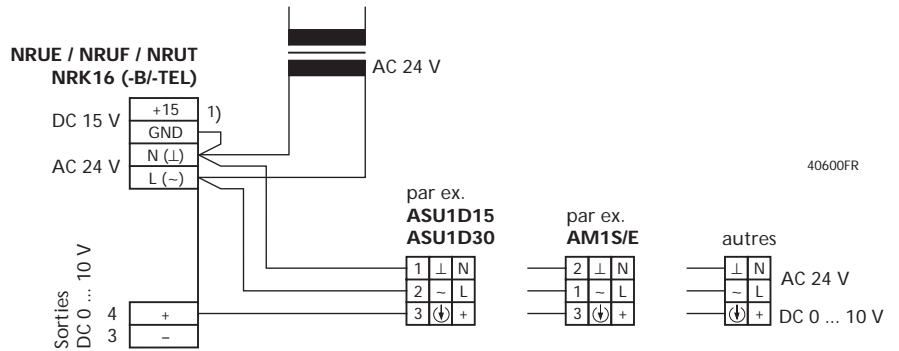 NRUE / NRUF / NRUT
NRK16 (-B/-TEL)
AC 24 V
DC 15 V
+15
1)
GND
AC 24 V
N (⊥)
L (~)
40600FR
par ex.
ASU1D15
ASU1D30
par ex.
AM1S/E
autres
1 ⊥ N
2 ~ L
3 +
2 ⊥ N
1 ~ L
3 +
⊥ N
~ L
+
AC 24 V
DC 0 ... 10 V
Sorties
DC 0 ... 10 V
4 +
3 –